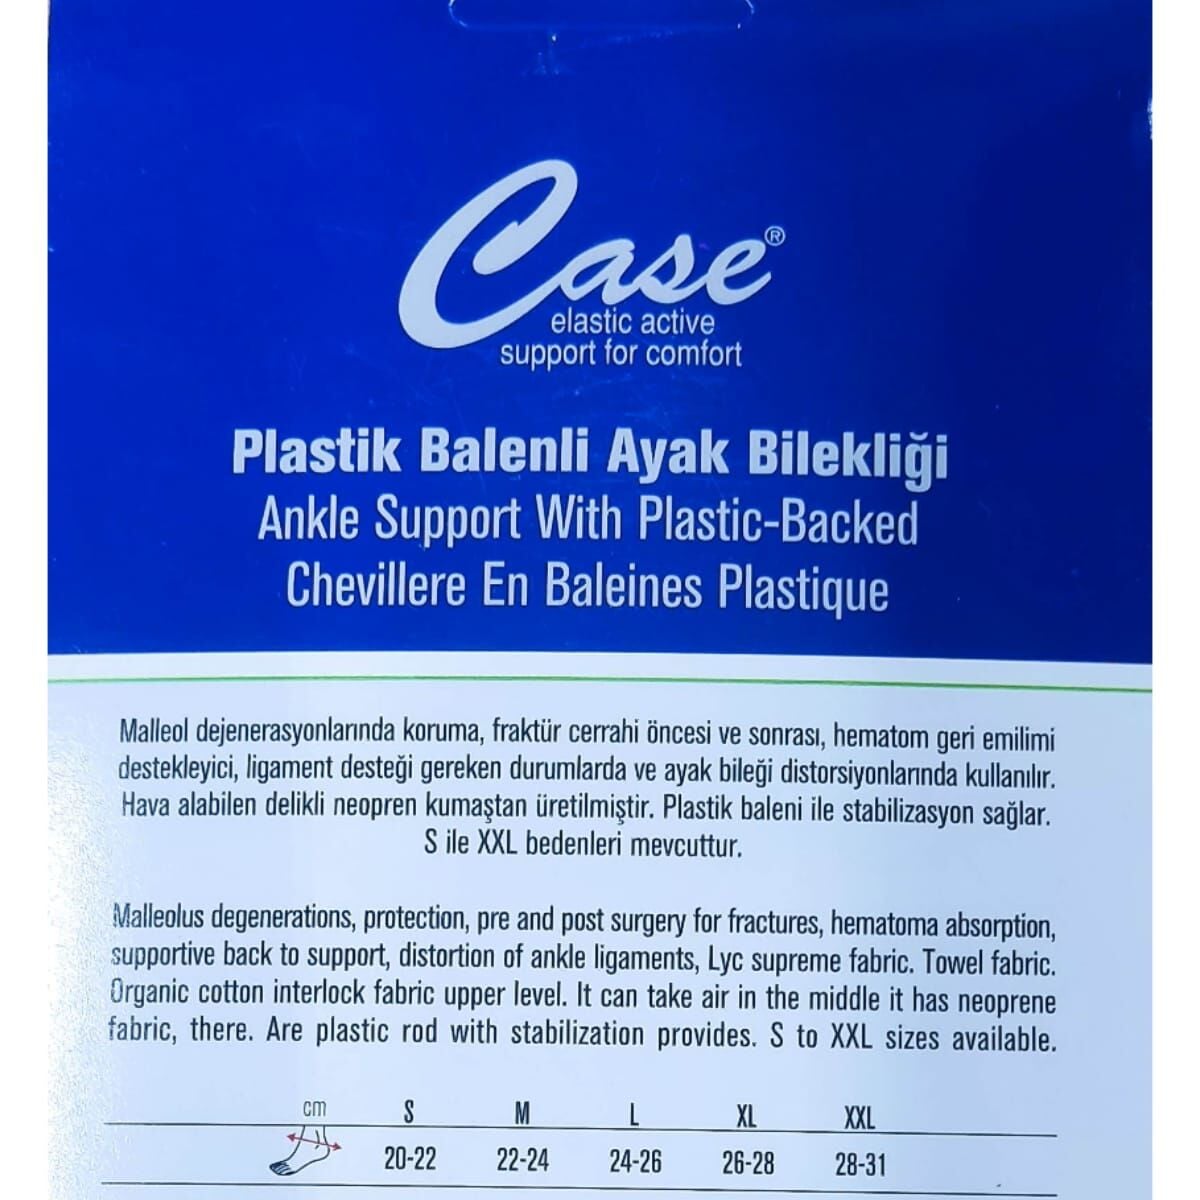 Case®
elastic active
support for comfort
Plastik Balenli Ayak Bilekliği
Ankle Support With Plastic-Backed
Chevillere En Baleines Plastique
Malleol dejenerasyonlarında koruma, fraktür cerrahi öncesi ve sonrası, hematom geri emilimi
destekleyici, ligament desteği gereken durumlarda ve ayak bileği distorsiyonlarında kullanılır.
Hava alabilen delikli neopren kumaştan üretilmiştir. Plastik baleni ile stabilizasyon sağlar.
S ile XXL bedenleri mevcuttur.
Malleolus degenerations, protection, pre and post surgery for fractures, hematoma absorption,
supportive back to support, distortion of ankle ligaments, Lyc supreme fabric. Towel fabric.
Organic cotton interlock fabric upper level. It can take air in the middle it has neoprene
fabric, there. Are plastic rod with stabilization provides. S to XXL sizes available.
cm S M L XL XXL
20-22 22-24 24-26 26-28 28-31